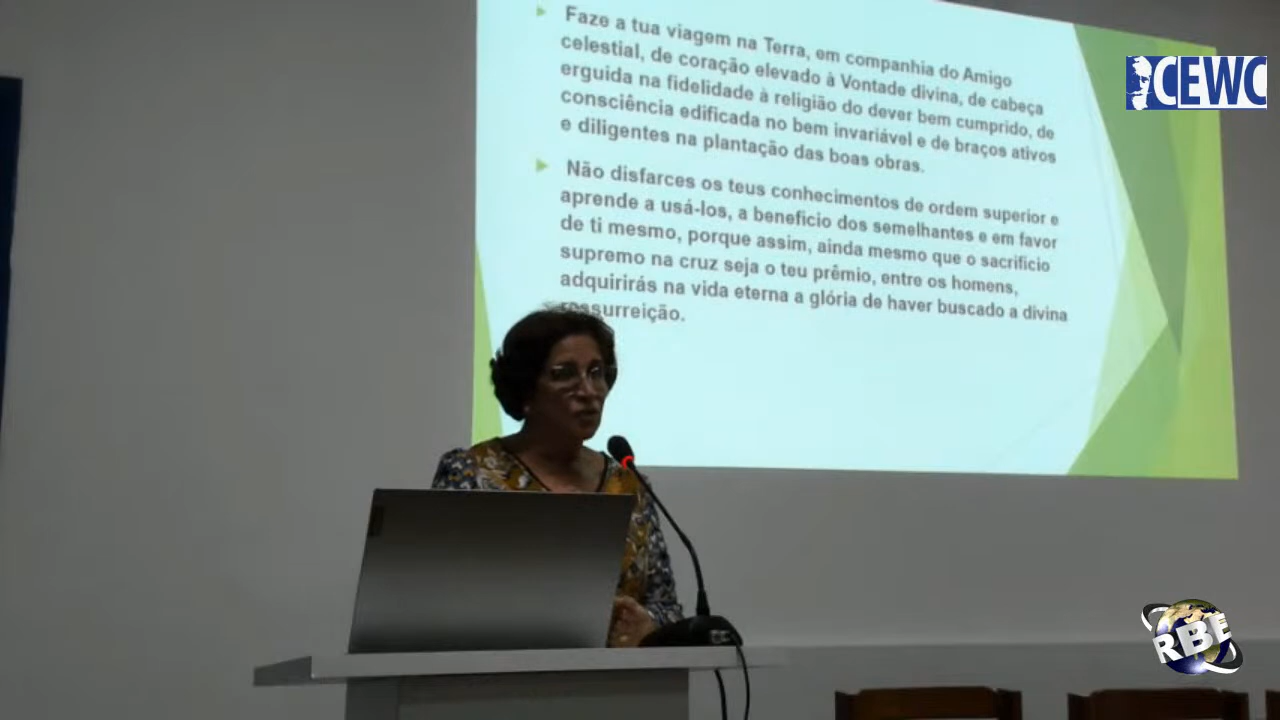 Faze a tua viagem na Terra, em companhia do Amigo
celestial, de coração elevado à Vontade divina, de cabeça
erguida na fidelidade à religião do dever bem cumprido, de
consciência edificada no bem invariável e de braços ativos
e diligentes na plantação das boas obras.
Não disfarces os teus conhecimentos de ordem superior e
aprende a usá-los, a beneficio dos semelhantes e em favor
de ti mesmo, porque assim, ainda mesmo que o sacrificio
supremo na cruz seja o teu prêmio, entre os homens,
adquirirás na vida eterna a glória de haver buscado a divina
ressurreição.
CEWC
RBE